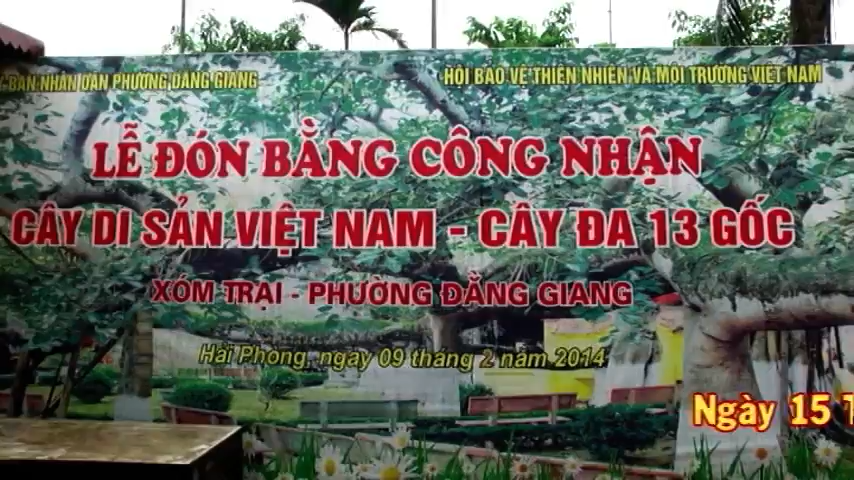 BAN NHÂN DÂN PHƯỜNG ĐẰNG GIANG
HỘI BẢO VỆ THIÊN NHIÊN VÀ MÔI TRƯỜNG VIỆT NAM
LỄ ĐÓN BẰNG CÔNG NHẬN
CÂY DI SẢN VIỆT NAM - CÂY ĐA 13 GỐC
XÓM TRẠI - PHƯỜNG ĐẰNG GIANG
Hải Phòng, ngày 09 tháng 2 năm 2014
Ngày 15 T